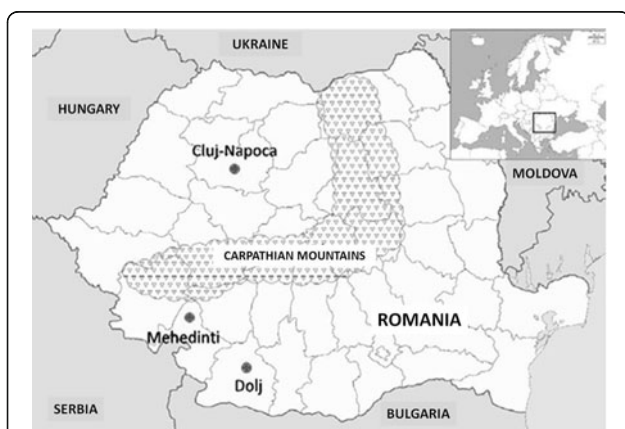 UKRAINE
HUNGARY
Cluj-Napoca
MOLDOVA
CARPATHIAN MOUNTAINS
ROMANIA
Mehedinti
Dolj
SERBIA
BULGARIA